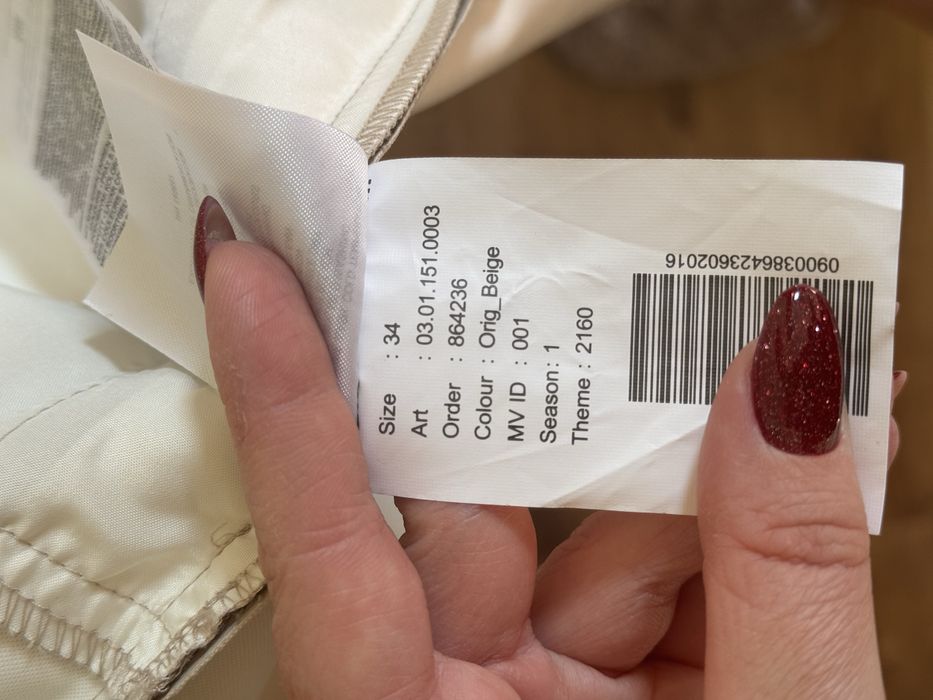 Size : 34
Art : 03.01.151.0003
Order : 864236
Colour : Orig_Beige
MV ID : 001
Season : 1
Theme : 2160
0900386423602016